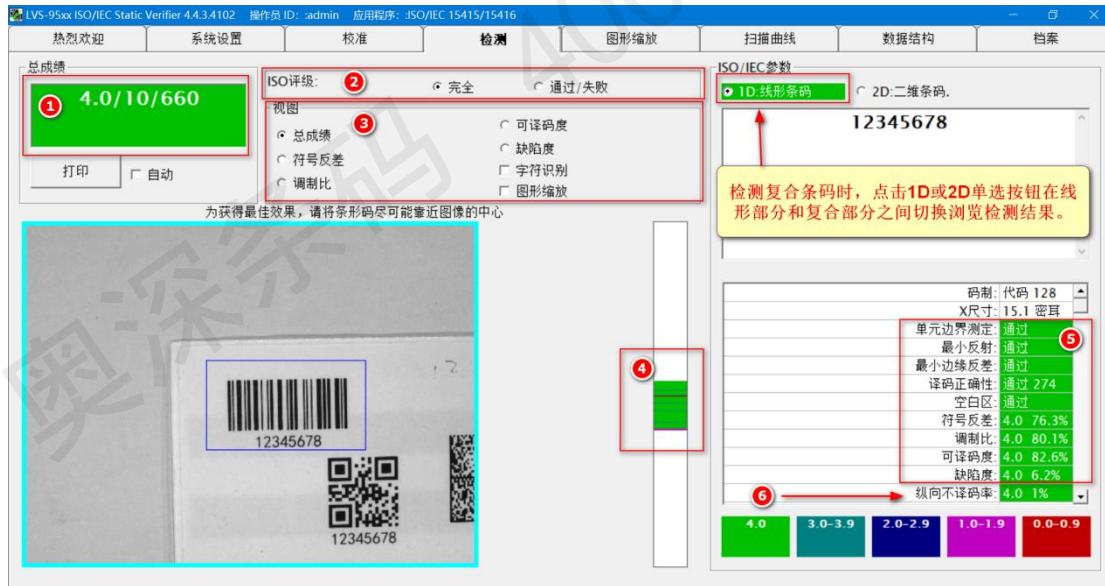 LVS-95xx ISO/IEC Static Verifier 4.4.3.4102 操作员 ID: :admin 应用程序: :ISO/IEC 15415/15416
热烈欢迎 系统设置 校准 检测 图形缩放 扫描曲线 数据结构 档案
总成绩
1 4.0/10/660
打印 自动
ISO评级: 2 完全 通过/失败
视图 3
总成绩 可译码度
符号反差 缺陷度
调制比 字符识别
图形缩放
为获得最佳效果，请将条形码尽可能靠近图像的中心
12345678
12345678
4
ISO/IEC参数
1D:线形条码 2D:二维条码.
12345678
检测复合条码时，点击1D或2D单选按钮在线
形部分和复合部分之间切换浏览检测结果。
码制: 代码 128
X尺寸: 15.1 密耳
单元边界测定: 通过 5
最小反射: 通过
最小边缘反差: 通过
译码正确性: 通过 274
空白区: 通过
符号反差: 4.0 76.3%
调制比: 4.0 80.1%
可译码度: 4.0 82.6%
缺陷度: 4.0 6.2%
6 纵向不译码率: 4.0 1%
4.0 3.0-3.9 2.0-2.9 1.0-1.9 0.0-0.9
奥深条码
400